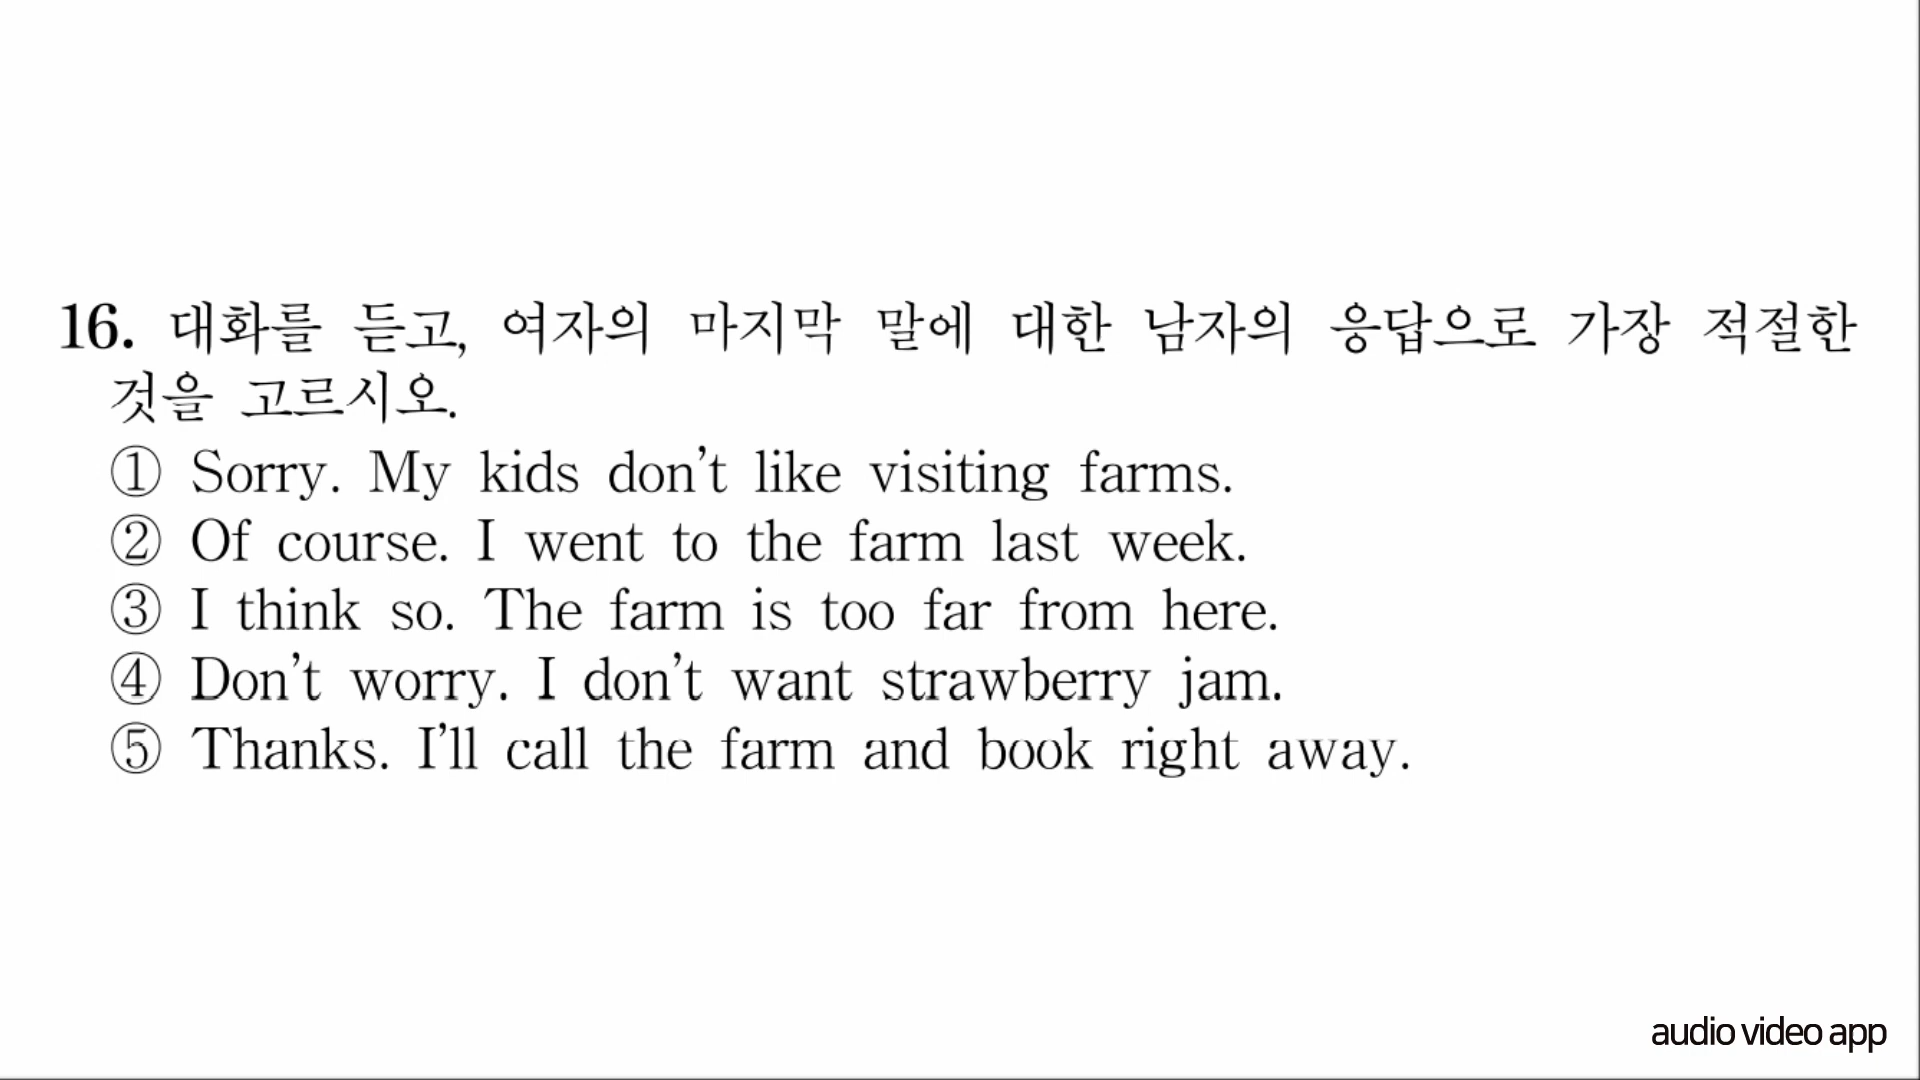 16. 대화를 듣고, 여자의 마지막 말에 대한 남자의 응답으로 가장 적절한
것을 고르시오.
① Sorry. My kids don't like visiting farms.
② Of course. I went to the farm last week.
③ I think so. The farm is too far from here.
④ Don't worry. I don't want strawberry jam.
⑤ Thanks. I'll call the farm and book right away.
audio video app